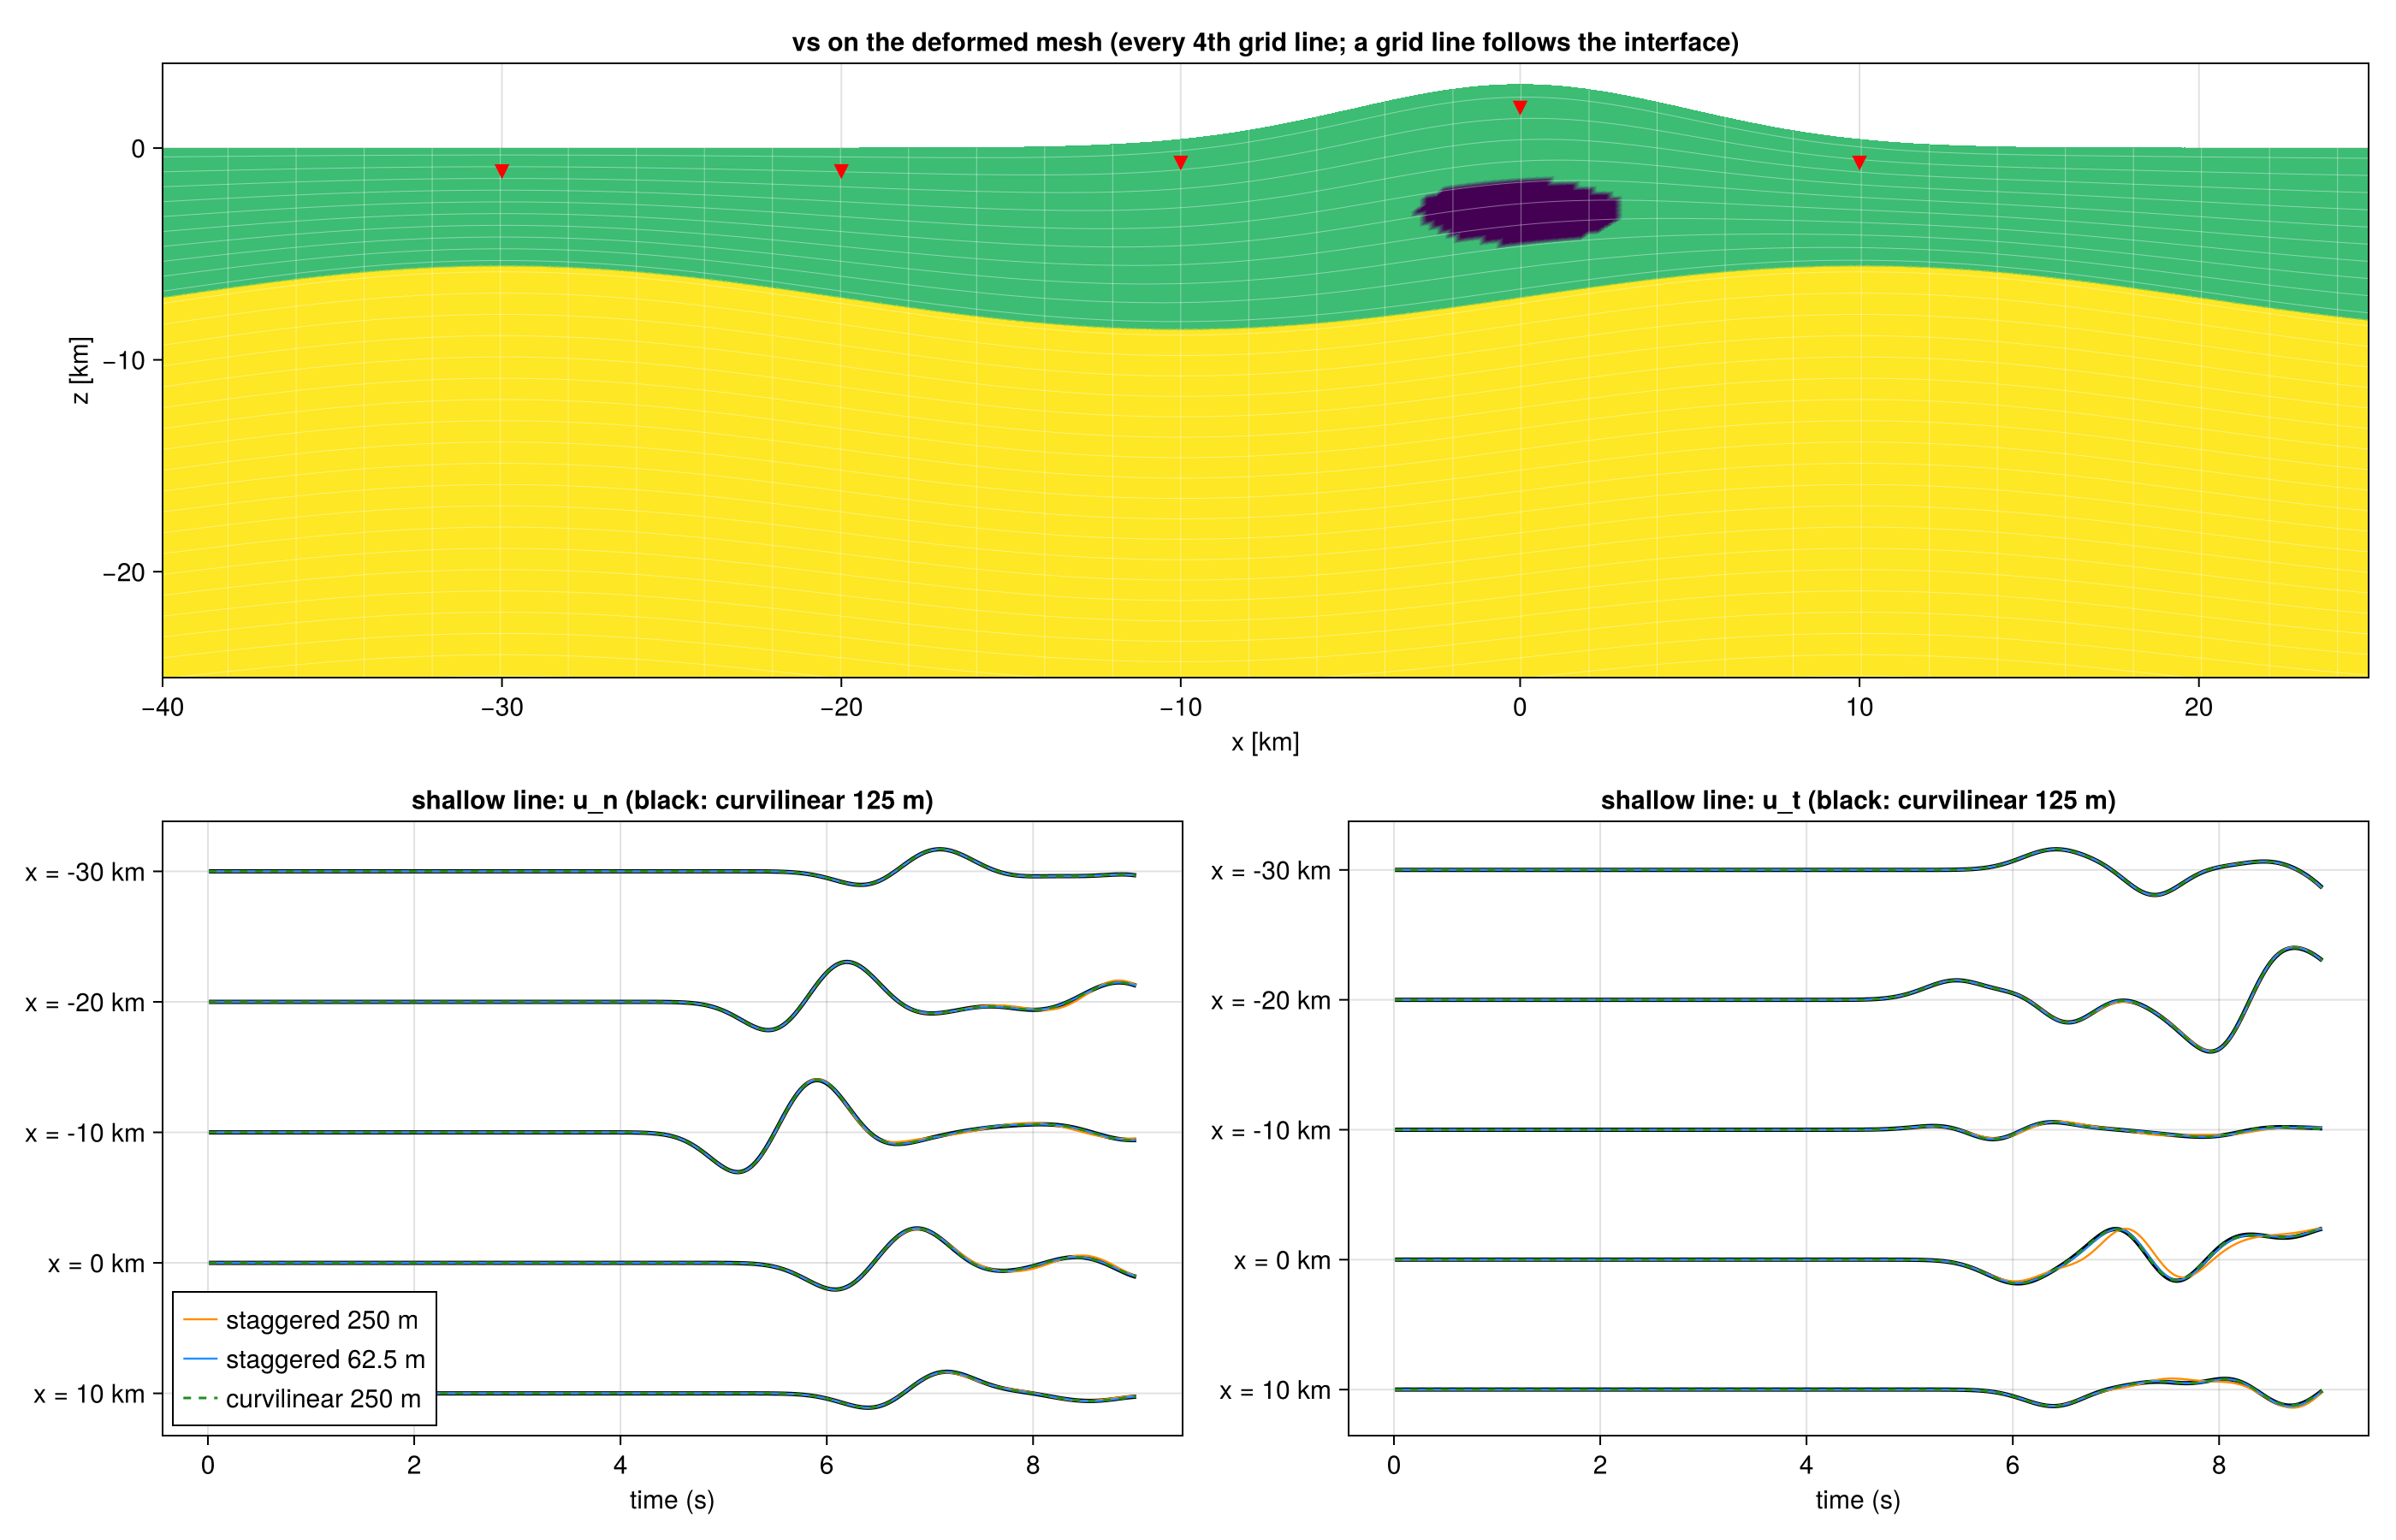 vs on the deformed mesh (every 4th grid line; a grid line follows the interface)
0
−10
−20
z [km]
−40
−30
−20
−10
0
10
20
x [km]
shallow line: u_n (black: curvilinear 125 m)
x = -30 km
x = -20 km
x = -10 km
x = 0 km
x = 10 km
staggered 250 m
staggered 62.5 m
curvilinear 250 m
0
2
4
6
8
time (s)
shallow line: u_t (black: curvilinear 125 m)
x = -30 km
x = -20 km
x = -10 km
x = 0 km
x = 10 km
0
2
4
6
8
time (s)